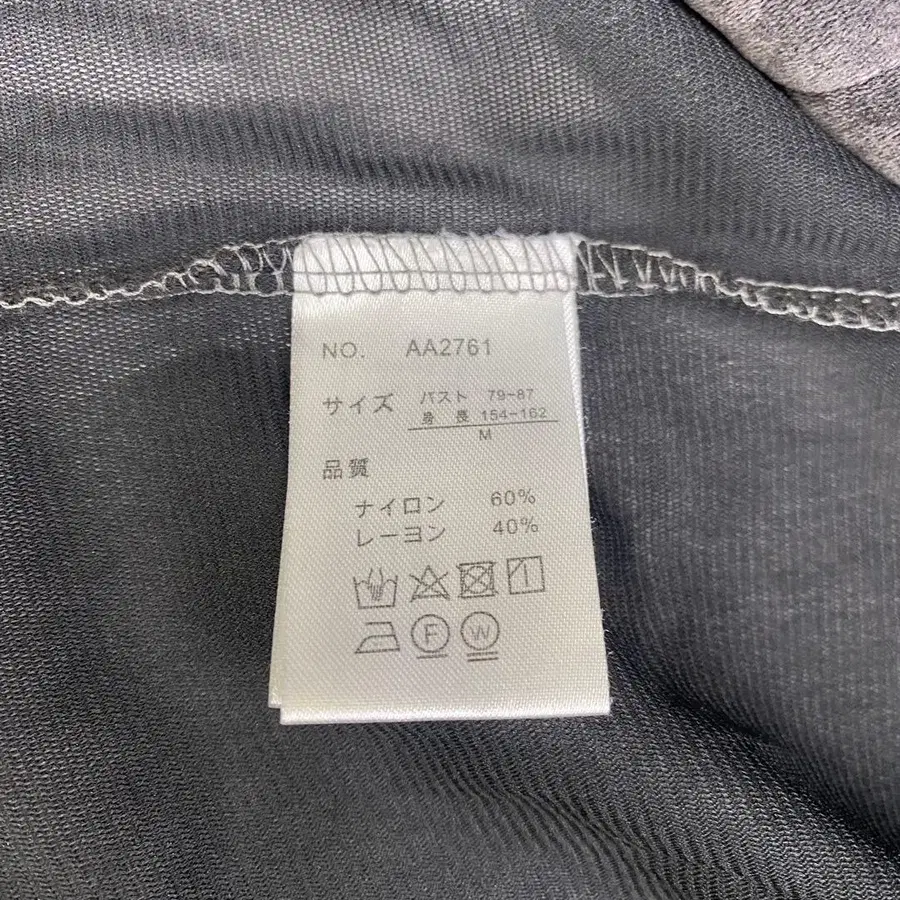 NO. AA2761
サイズ バスト 79-87
身 長 154-162
M
品質
ナイロン 60%
レーヨン 40%
F W